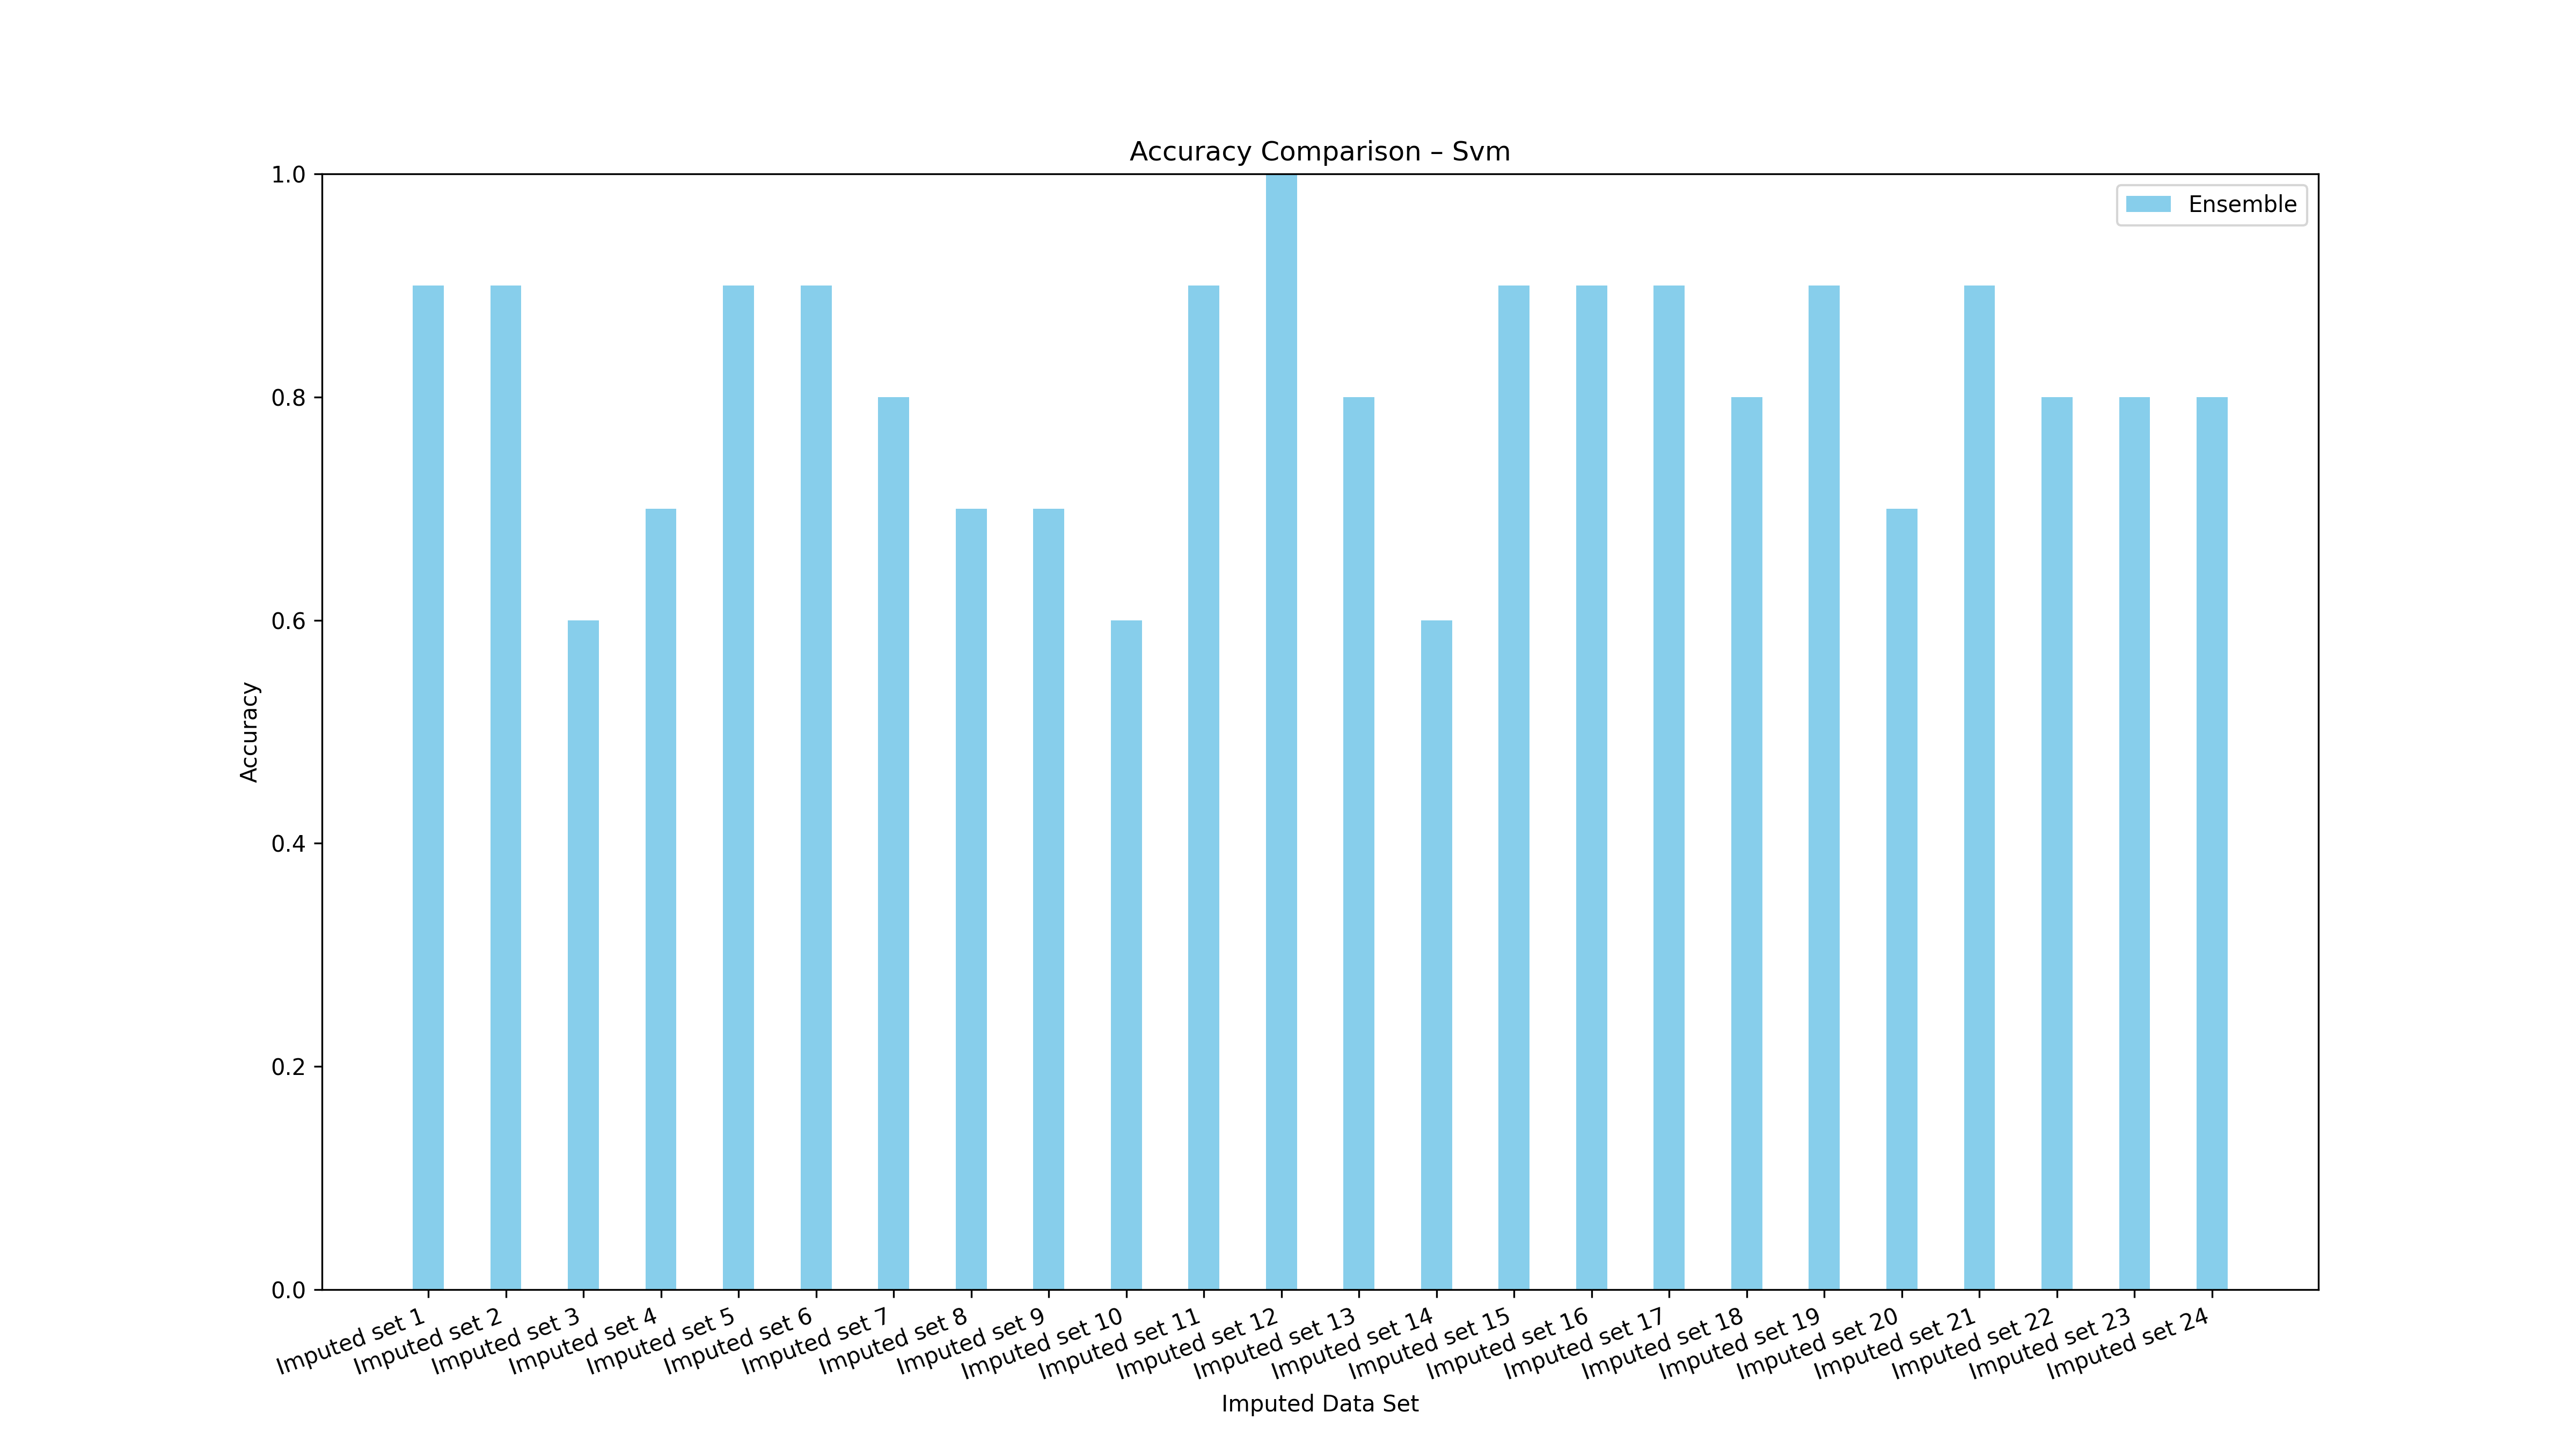 Accuracy Comparison – Svm
Ensemble
1.0
0.8
0.6
0.4
0.2
0.0
Accuracy
Imputed set 1
Imputed set 2
Imputed set 3
Imputed set 4
Imputed set 5
Imputed set 6
Imputed set 7
Imputed set 8
Imputed set 9
Imputed set 10
Imputed set 11
Imputed set 12
Imputed set 13
Imputed set 14
Imputed set 15
Imputed set 16
Imputed set 17
Imputed set 18
Imputed set 19
Imputed set 20
Imputed set 21
Imputed set 22
Imputed set 23
Imputed set 24
Imputed Data Set